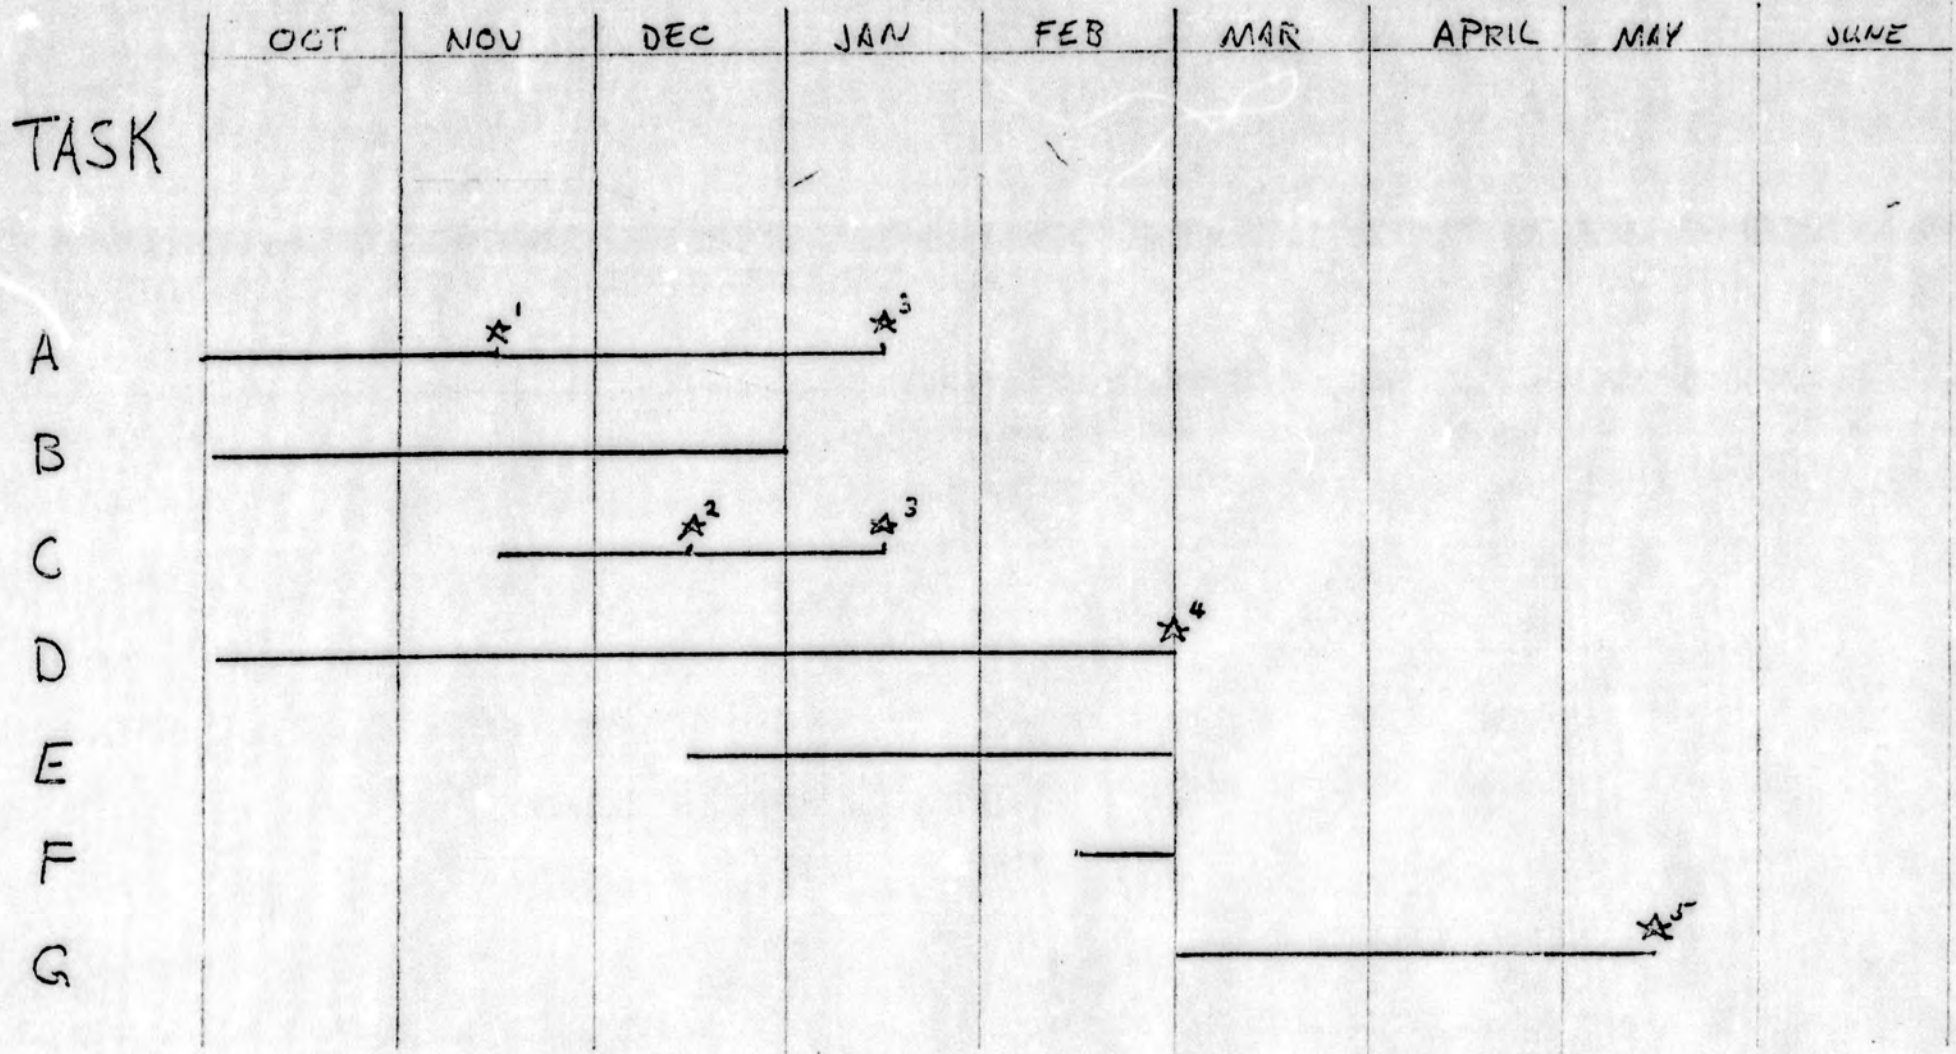 OCT NOV DEC JAN FEB MAR APRIL MAY JUNE
TASK
☆1 ☆3
A
B
☆2 ☆3
C
☆4
D
E
F
☆5
G